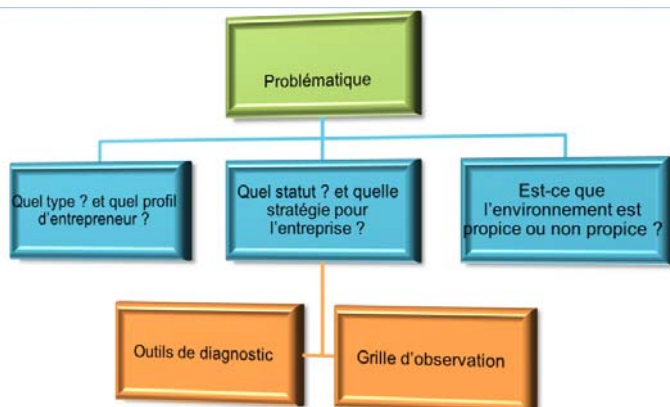 Problématique
Quel type ? et quel profil
d'entrepreneur ?
Quel statut ? et quelle
stratégie pour
l'entreprise ?
Est-ce que
l'environnement est
propice ou non propice ?
Outils de diagnostic
Grille d'observation